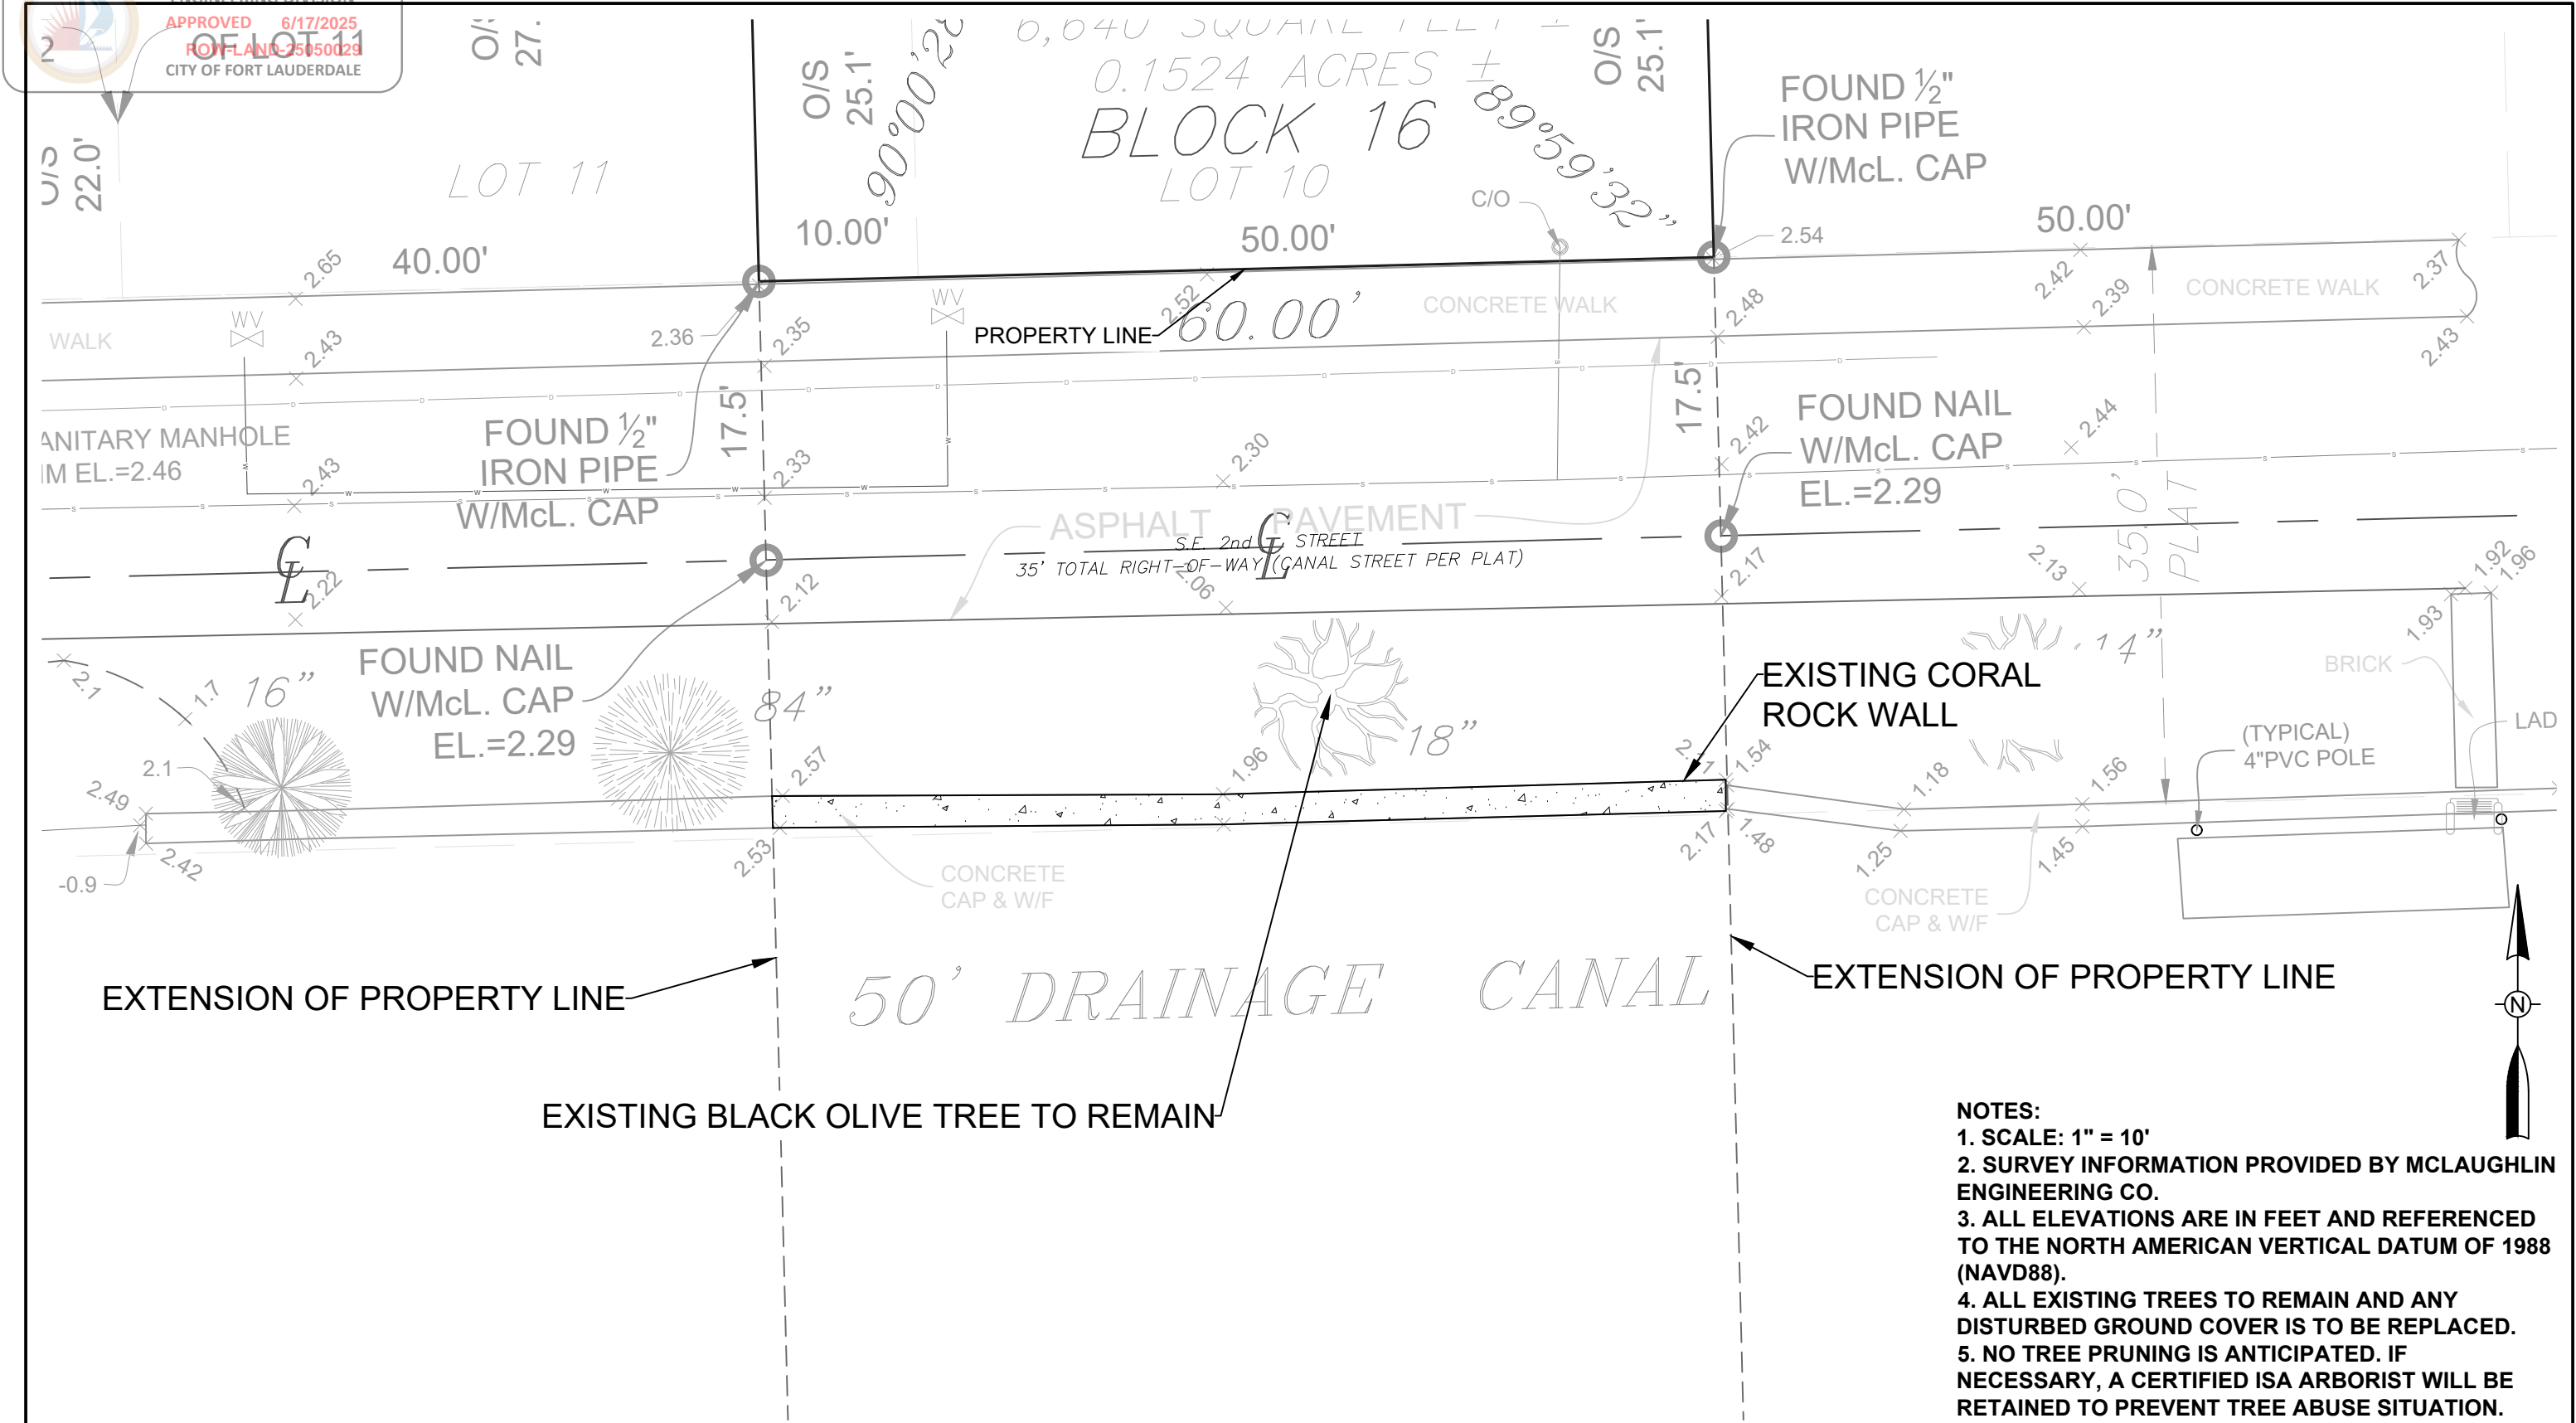 APPROVED 6/17/2025
OF LOT 11
ROW-LAND-25050029
CITY OF FORT LAUDERDALE
2
O/S
22.0'
27.
O/S
25.1'
90°00'28
6,640 SQUARE FEET ±
0.1524 ACRES ±
BLOCK 16
LOT 10
LOT 11
89°59'32"
O/S
25.1'
FOUND ½"
IRON PIPE
W/McL. CAP
C/O
2.54
40.00'
10.00'
50.00'
50.00'
2.65
2.52
2.42
2.39
2.37
2.43
WALK
WV
2.43
2.36
2.35
WV
PROPERTY LINE
60.00'
CONCRETE WALK
2.48
CONCRETE WALK
ANITARY MANHOLE
IM EL.=2.46
2.43
FOUND ½"
IRON PIPE
W/McL. CAP
17.5'
2.33
2.30
17.5'
2.42
FOUND NAIL
W/McL. CAP
EL.=2.29
2.44
35.0'
PLAT
ASPHALT PAVEMENT
CL
CL
S.E. 2nd STREET
35' TOTAL RIGHT-OF-WAY (CANAL STREET PER PLAT)
2.22
2.12
2.06
2.17
2.13
1.92
1.96
1.93
2.1
1.7
16"
FOUND NAIL
W/McL. CAP
EL.=2.29
84"
18"
14"
EXISTING CORAL
ROCK WALL
BRICK
LAD
(TYPICAL)
4"PVC POLE
2.1
2.49
2.42
-0.9
2.57
2.53
1.96
1.54
2.17
1.48
1.18
1.25
1.56
1.45
CONCRETE
CAP & W/F
CONCRETE
CAP & W/F
EXTENSION OF PROPERTY LINE
50' DRAINAGE CANAL
EXTENSION OF PROPERTY LINE
N
EXISTING BLACK OLIVE TREE TO REMAIN
NOTES:
1. SCALE: 1" = 10'
2. SURVEY INFORMATION PROVIDED BY MCLAUGHLIN
ENGINEERING CO.
3. ALL ELEVATIONS ARE IN FEET AND REFERENCED
TO THE NORTH AMERICAN VERTICAL DATUM OF 1988
(NAVD88).
4. ALL EXISTING TREES TO REMAIN AND ANY
DISTURBED GROUND COVER IS TO BE REPLACED.
5. NO TREE PRUNING IS ANTICIPATED. IF
NECESSARY, A CERTIFIED ISA ARBORIST WILL BE
RETAINED TO PREVENT TREE ABUSE SITUATION.